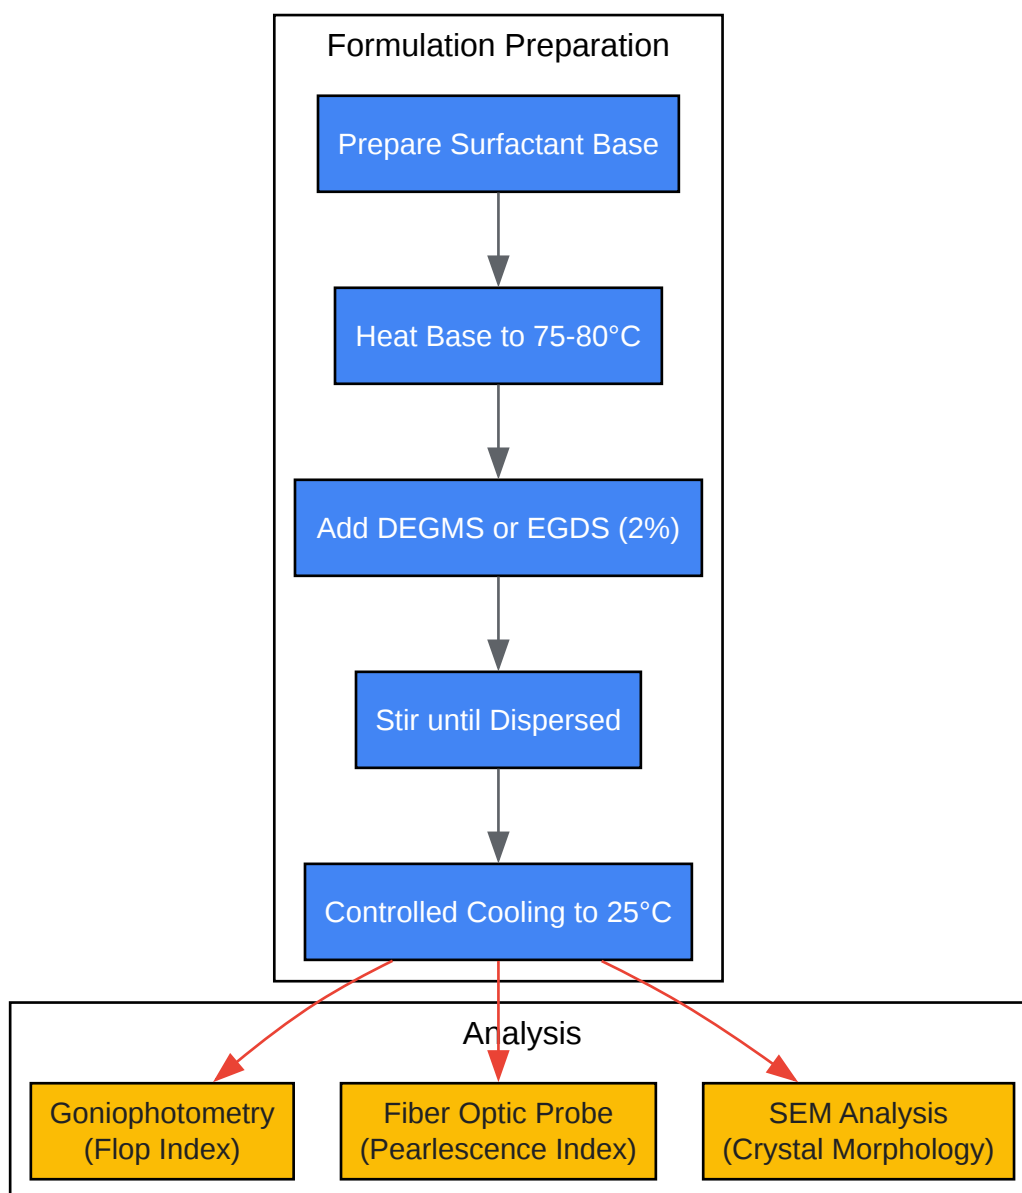 Formulation Preparation
Prepare Surfactant Base
Heat Base to 75-80°C
Add DEGMS or EGDS (2%)
Stir until Dispersed
Controlled Cooling to 25°C
Analysis
Goniophotometry
(Flop Index)
Fiber Optic Probe
(Pearlescence Index)
SEM Analysis
(Crystal Morphology)